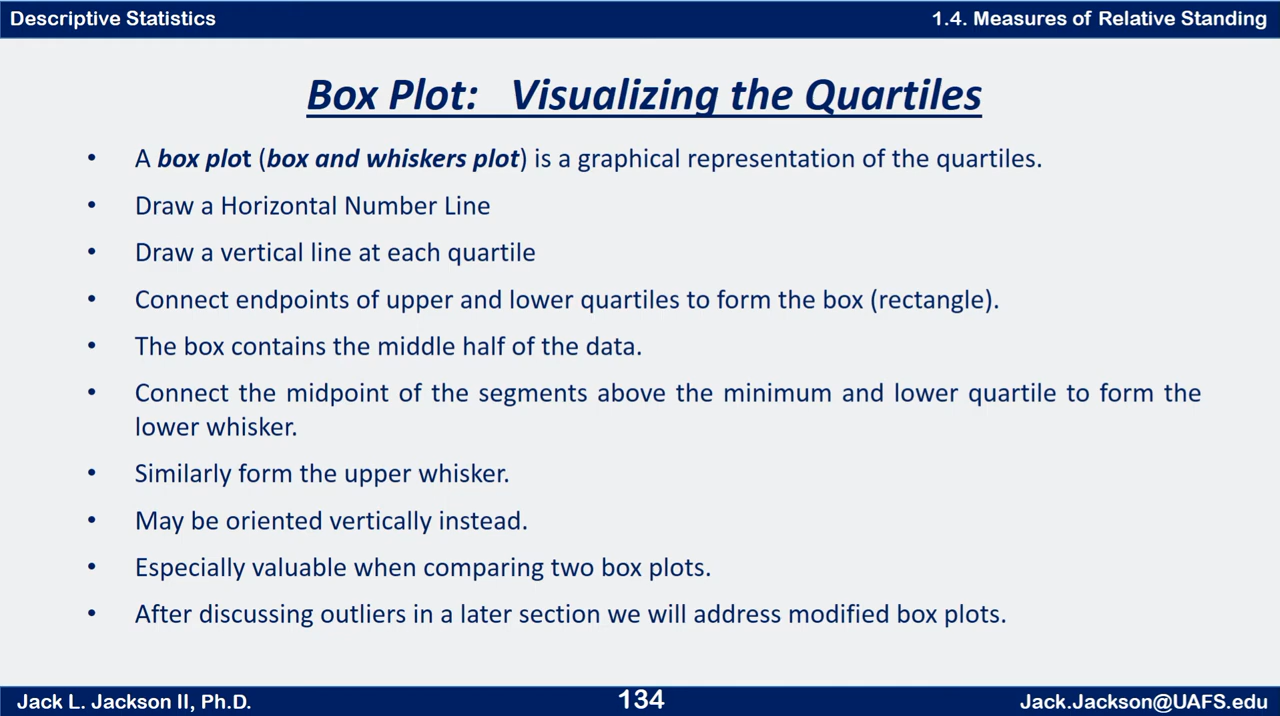 Descriptive Statistics
1.4. Measures of Relative Standing
Box Plot: Visualizing the Quartiles
• A box plot (box and whiskers plot) is a graphical representation of the quartiles.
• Draw a Horizontal Number Line
• Draw a vertical line at each quartile
• Connect endpoints of upper and lower quartiles to form the box (rectangle).
• The box contains the middle half of the data.
• Connect the midpoint of the segments above the minimum and lower quartile to form the
lower whisker.
• Similarly form the upper whisker.
• May be oriented vertically instead.
• Especially valuable when comparing two box plots.
• After discussing outliers in a later section we will address modified box plots.
Jack L. Jackson II, Ph.D.
134
Jack.Jackson@UAFS.edu